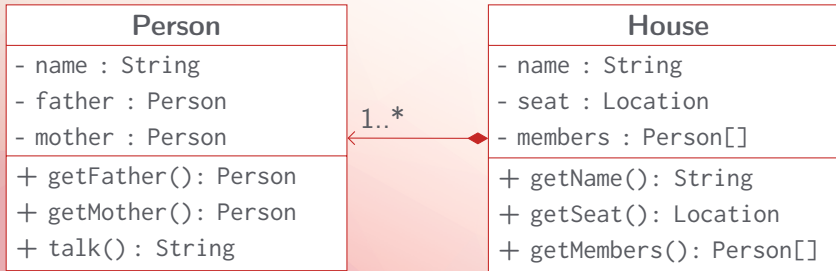 Person
- name : String
- father : Person
- mother : Person
+ getFather(): Person
+ getMother(): Person
+ talk() : String
1..*
House
- name : String
- seat : Location
- members : Person[]
+ getName(): String
+ getSeat(): Location
+ getMembers(): Person[]